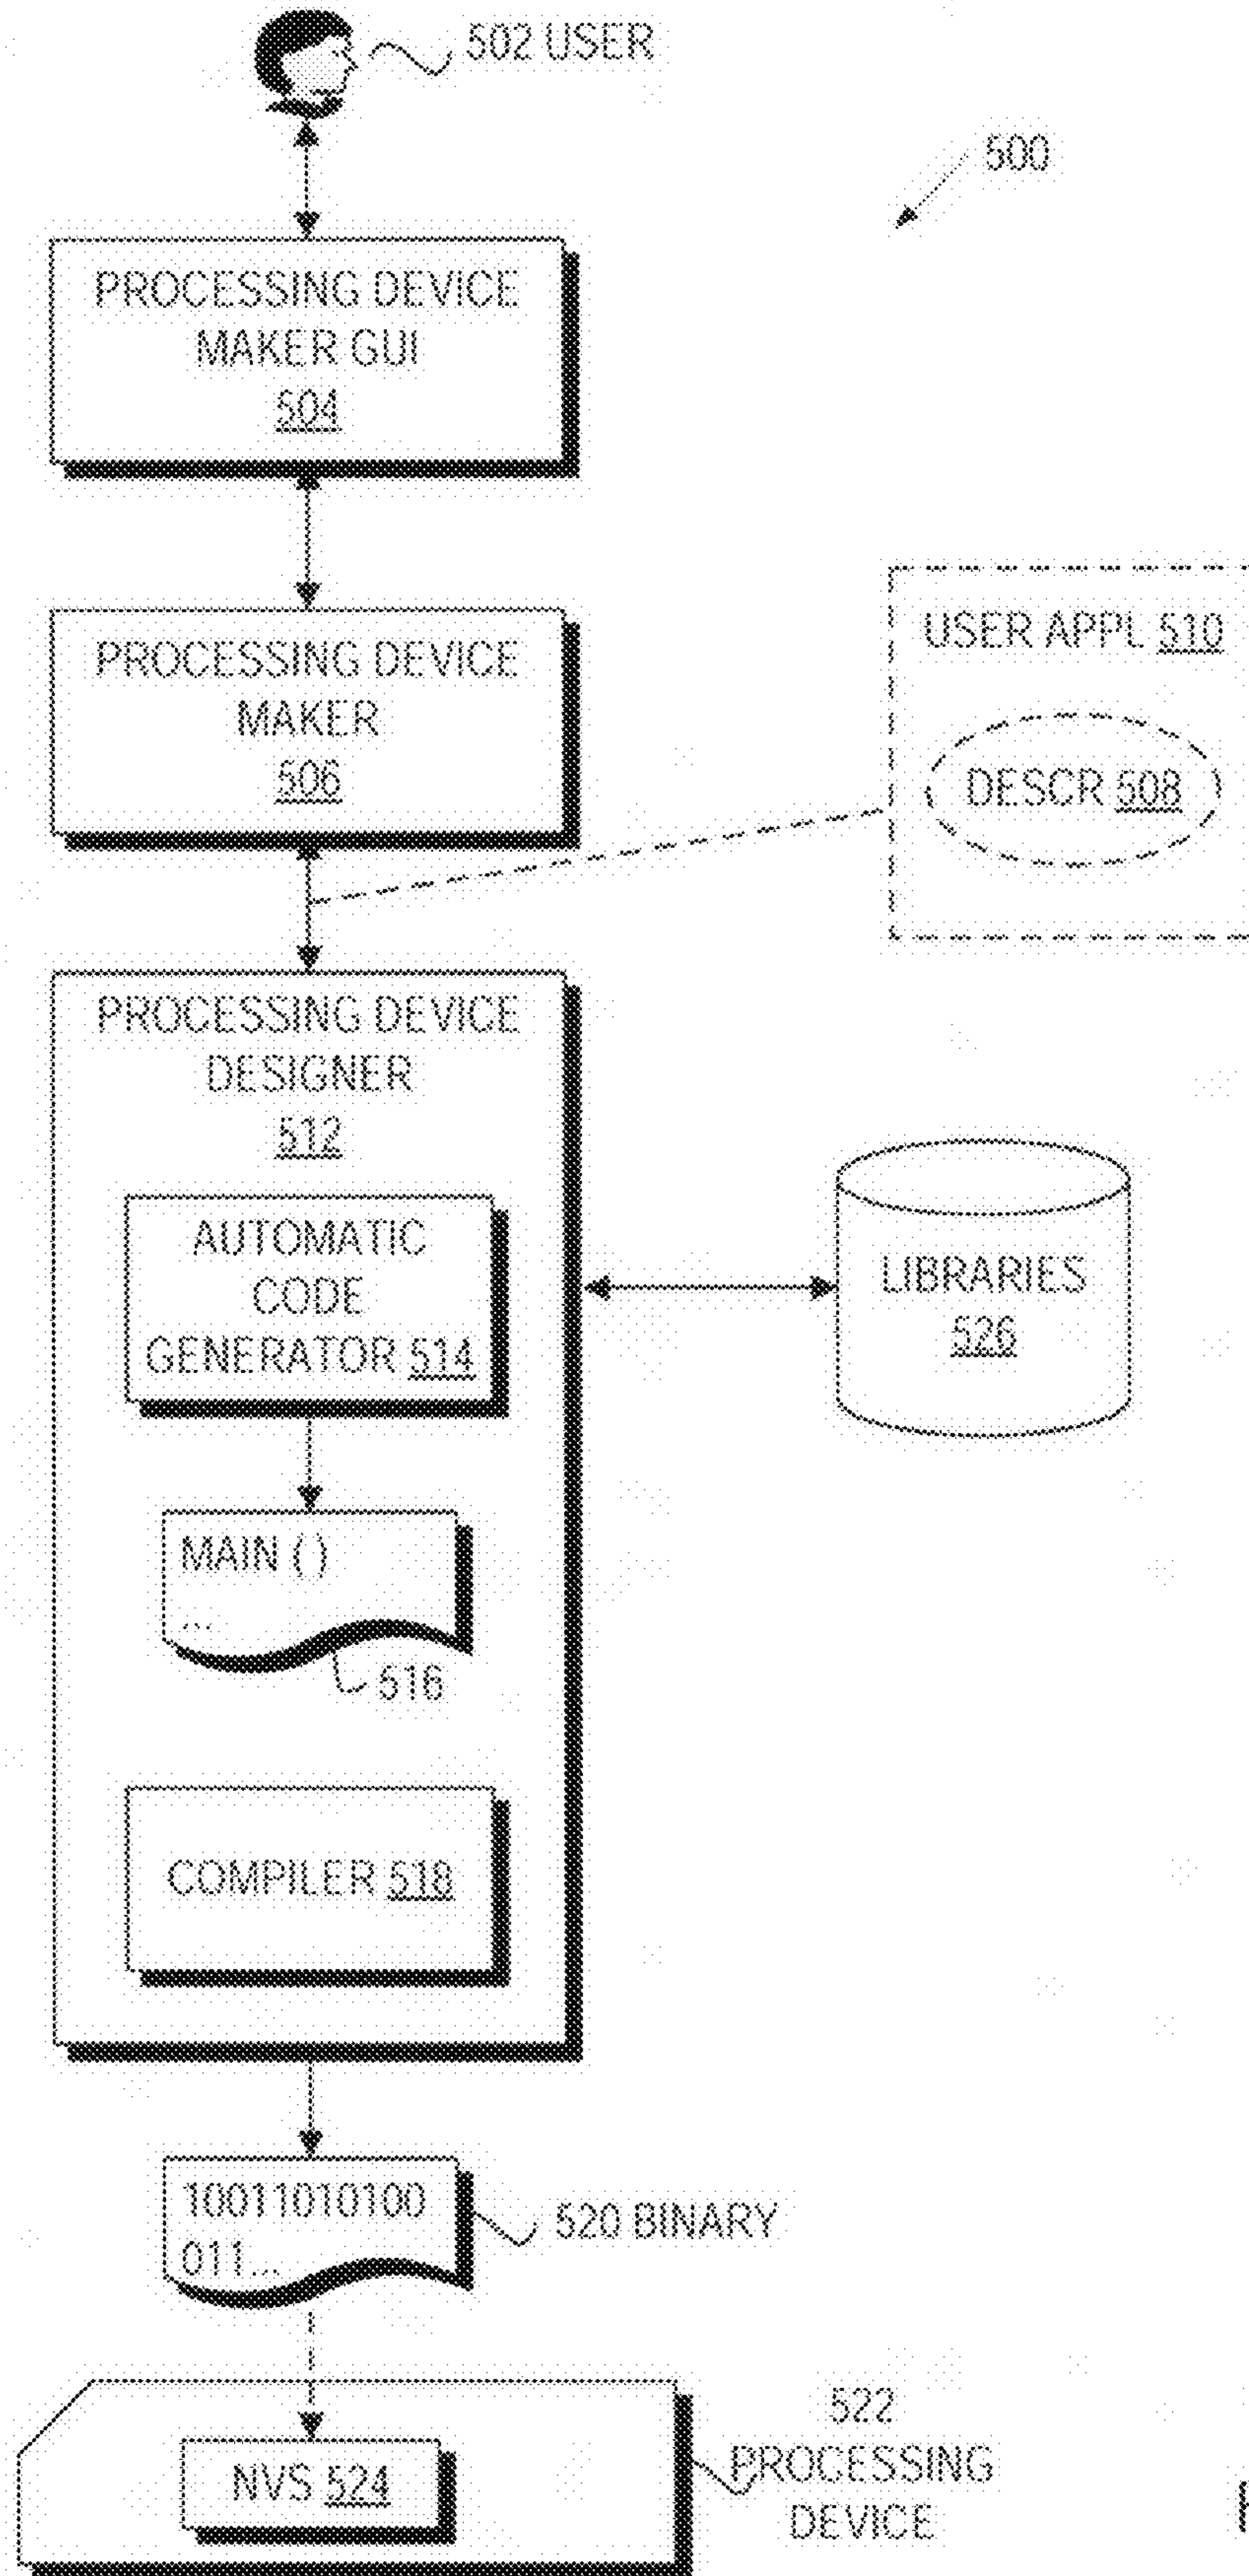 502 USER
500
PROCESSING DEVICE
MAKER GUI
504
PROCESSING DEVICE
MAKER
506
USER APPL 510
DESCR 508
PROCESSING DEVICE
DESIGNER
512
AUTOMATIC
CODE
GENERATOR 514
LIBRARIES
526
MAIN ( )
...
516
COMPILER 518
10011010100
011...
520 BINARY
522
PROCESSING
DEVICE
NVS 524